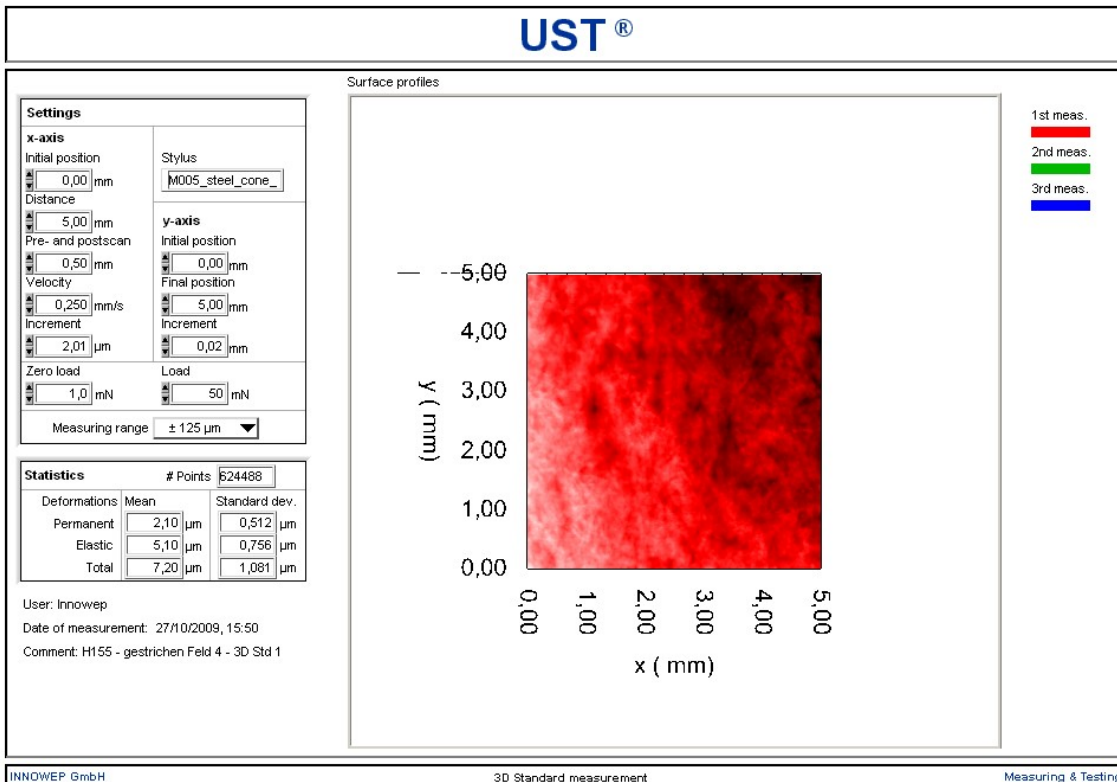 UST ®
Surface profiles
Settings
x-axis
Initial position
0,00 mm
Distance
5,00 mm
Pre- and postscan
0,50 mm
Velocity
0,250 mm/s
Increment
2,01 µm
Stylus
M005_steel_cone_
y-axis
Initial position
0,00 mm
Final position
5,00 mm
Increment
0,02 mm
Zero load
1,0 mN
Load
50 mN
Measuring range ± 125 µm
Statistics # Points 624488
Deformations Mean Standard dev.
Permanent 2,10 µm 0,512 µm
Elastic 5,10 µm 0,756 µm
Total 7,20 µm 1,081 µm
User: Innowep
Date of measurement: 27/10/2009, 15:50
Comment: H155 - gestrichen Feld 4 - 3D Std 1
5,00
4,00
3,00
2,00
1,00
0,00
y ( mm)
0,00 1,00 2,00 3,00 4,00 5,00
x ( mm)
1st meas.
2nd meas.
3rd meas.
INNOWEP GmbH 3D Standard measurement Measuring & Testing